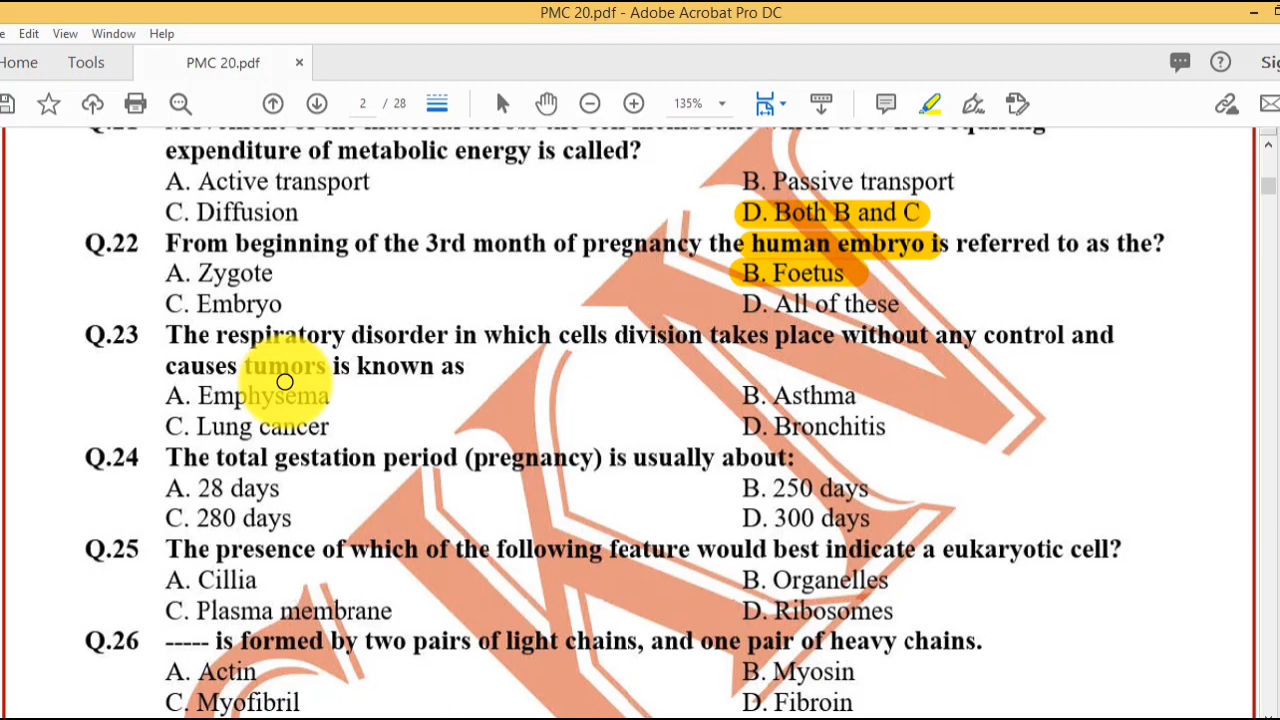 PMC 20.pdf - Adobe Acrobat Pro DC
e Edit View Window Help
Home Tools PMC 20.pdf × Si
2 / 28 135%
expenditure of metabolic energy is called?
A. Active transport B. Passive transport
C. Diffusion D. Both B and C
Q.22 From beginning of the 3rd month of pregnancy the human embryo is referred to as the?
A. Zygote B. Foetus
C. Embryo D. All of these
Q.23 The respiratory disorder in which cells division takes place without any control and
causes tumors is known as
A. Emphysema B. Asthma
C. Lung cancer D. Bronchitis
Q.24 The total gestation period (pregnancy) is usually about:
A. 28 days B. 250 days
C. 280 days D. 300 days
Q.25 The presence of which of the following feature would best indicate a eukaryotic cell?
A. Cillia B. Organelles
C. Plasma membrane D. Ribosomes
Q.26 ----- is formed by two pairs of light chains, and one pair of heavy chains.
A. Actin B. Myosin
C. Myofibril D. Fibroin